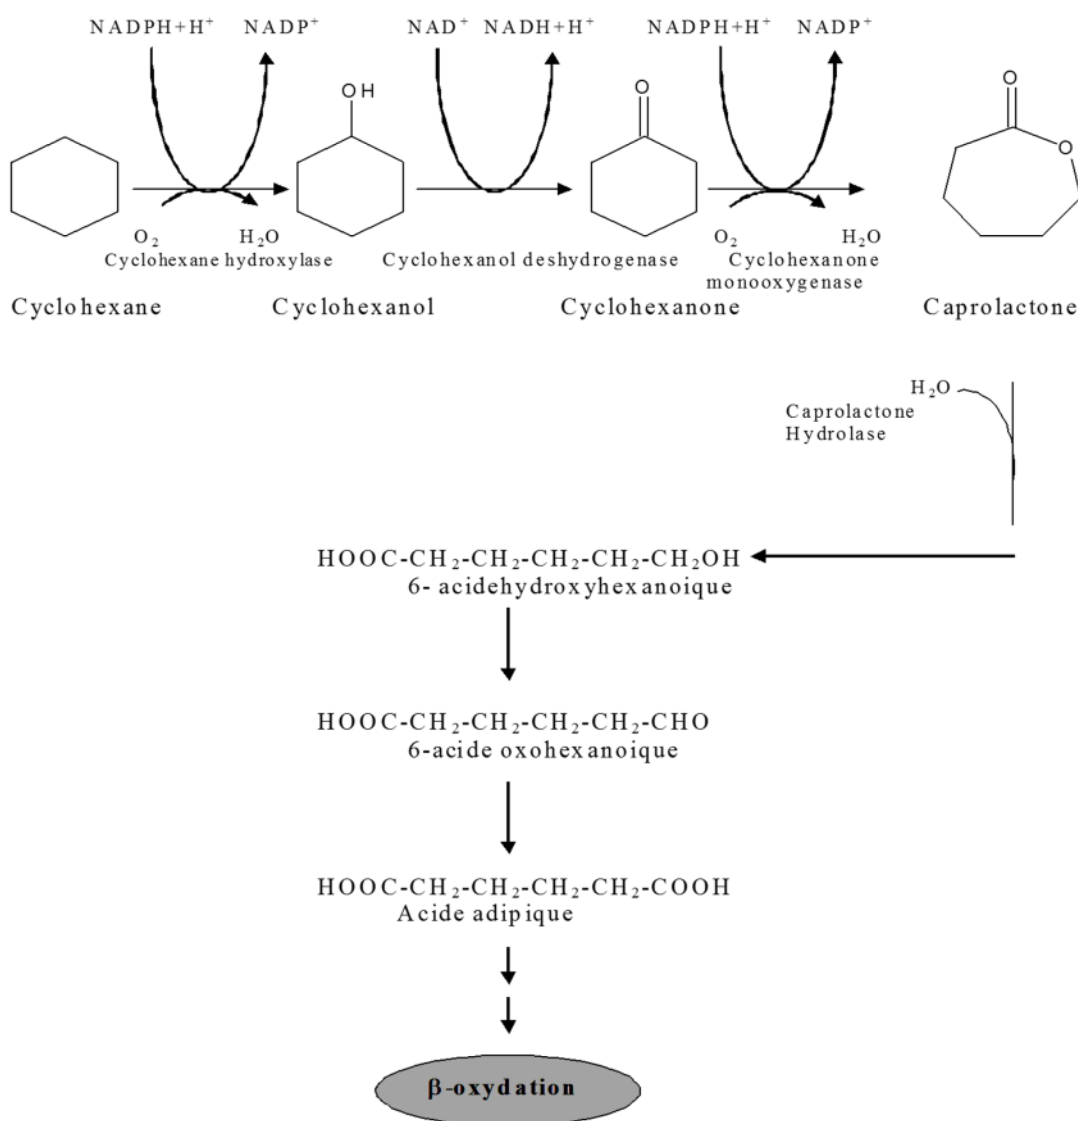 NADPH+H⁺ NADP⁺ NAD⁺ NADH+H⁺ NADPH+H⁺ NADP⁺
OH O O
O
O₂ H₂O O₂ H₂O
Cyclohexane hydroxylase Cyclohexanol deshydrogenase Cyclohexanone
monooxygenase
Cyclohexane Cyclohexanol Cyclohexanone Caprolactone
H₂O
Caprolactone
Hydrolase
HOOC-CH₂-CH₂-CH₂-CH₂-CH₂OH
6- acidehydroxyhexanoique
HOOC-CH₂-CH₂-CH₂-CH₂-CHO
6-acide oxohexanoique
HOOC-CH₂-CH₂-CH₂-CH₂-COOH
Acide adipique
β-oxydation